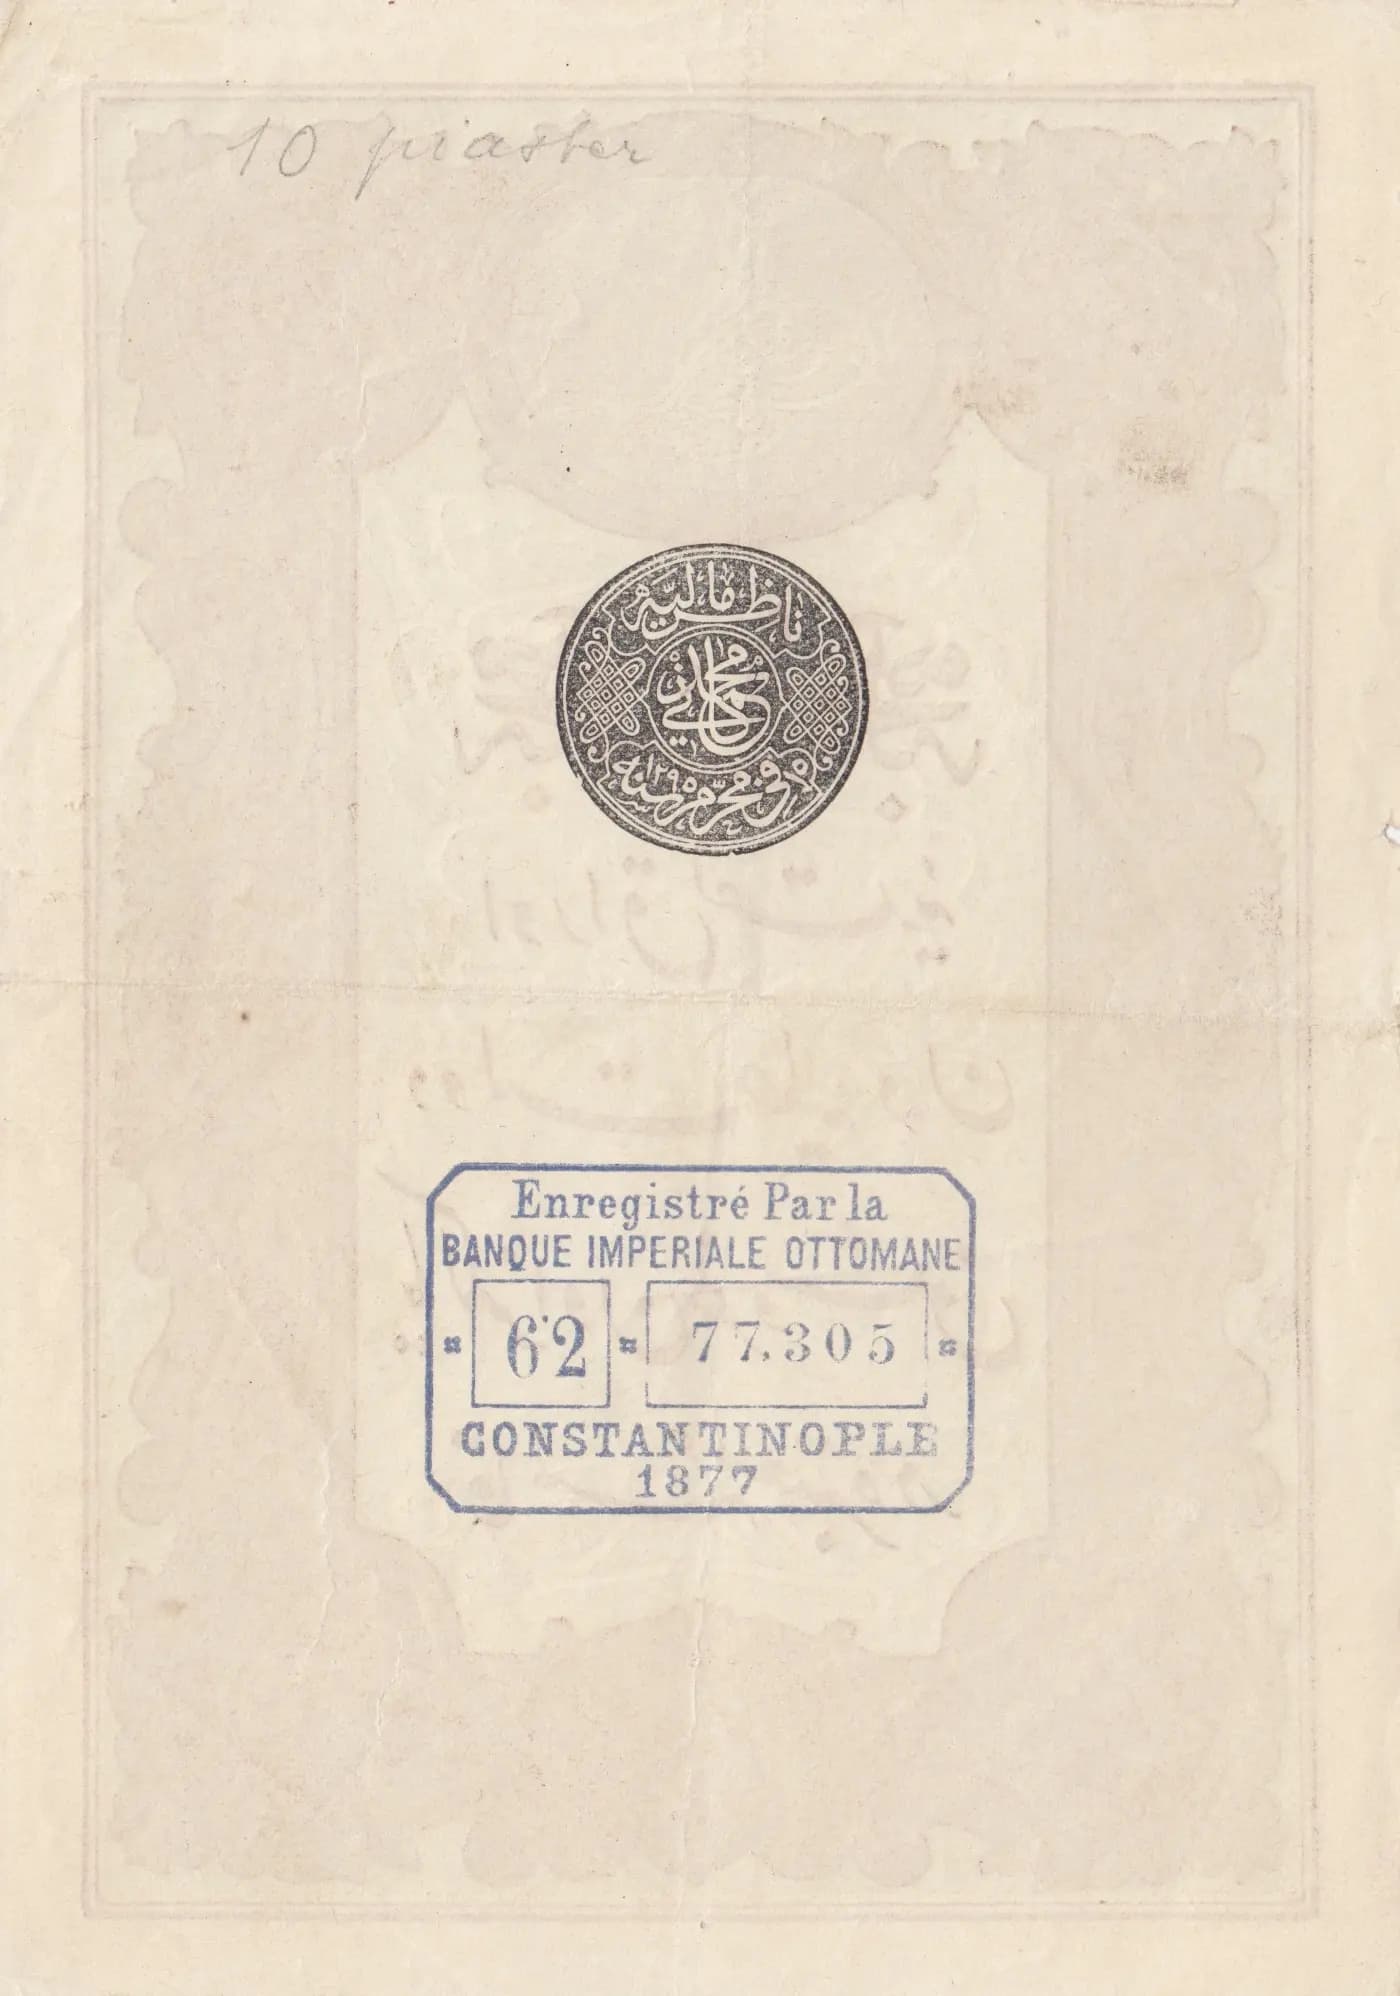 10 piaster
ناظر ماليه
محمد كاني
في محرم سنه ١٢٩٥
Enregistré Par la
BANQUE IMPERIALE OTTOMANE
62 77,305
CONSTANTINOPLE
1877